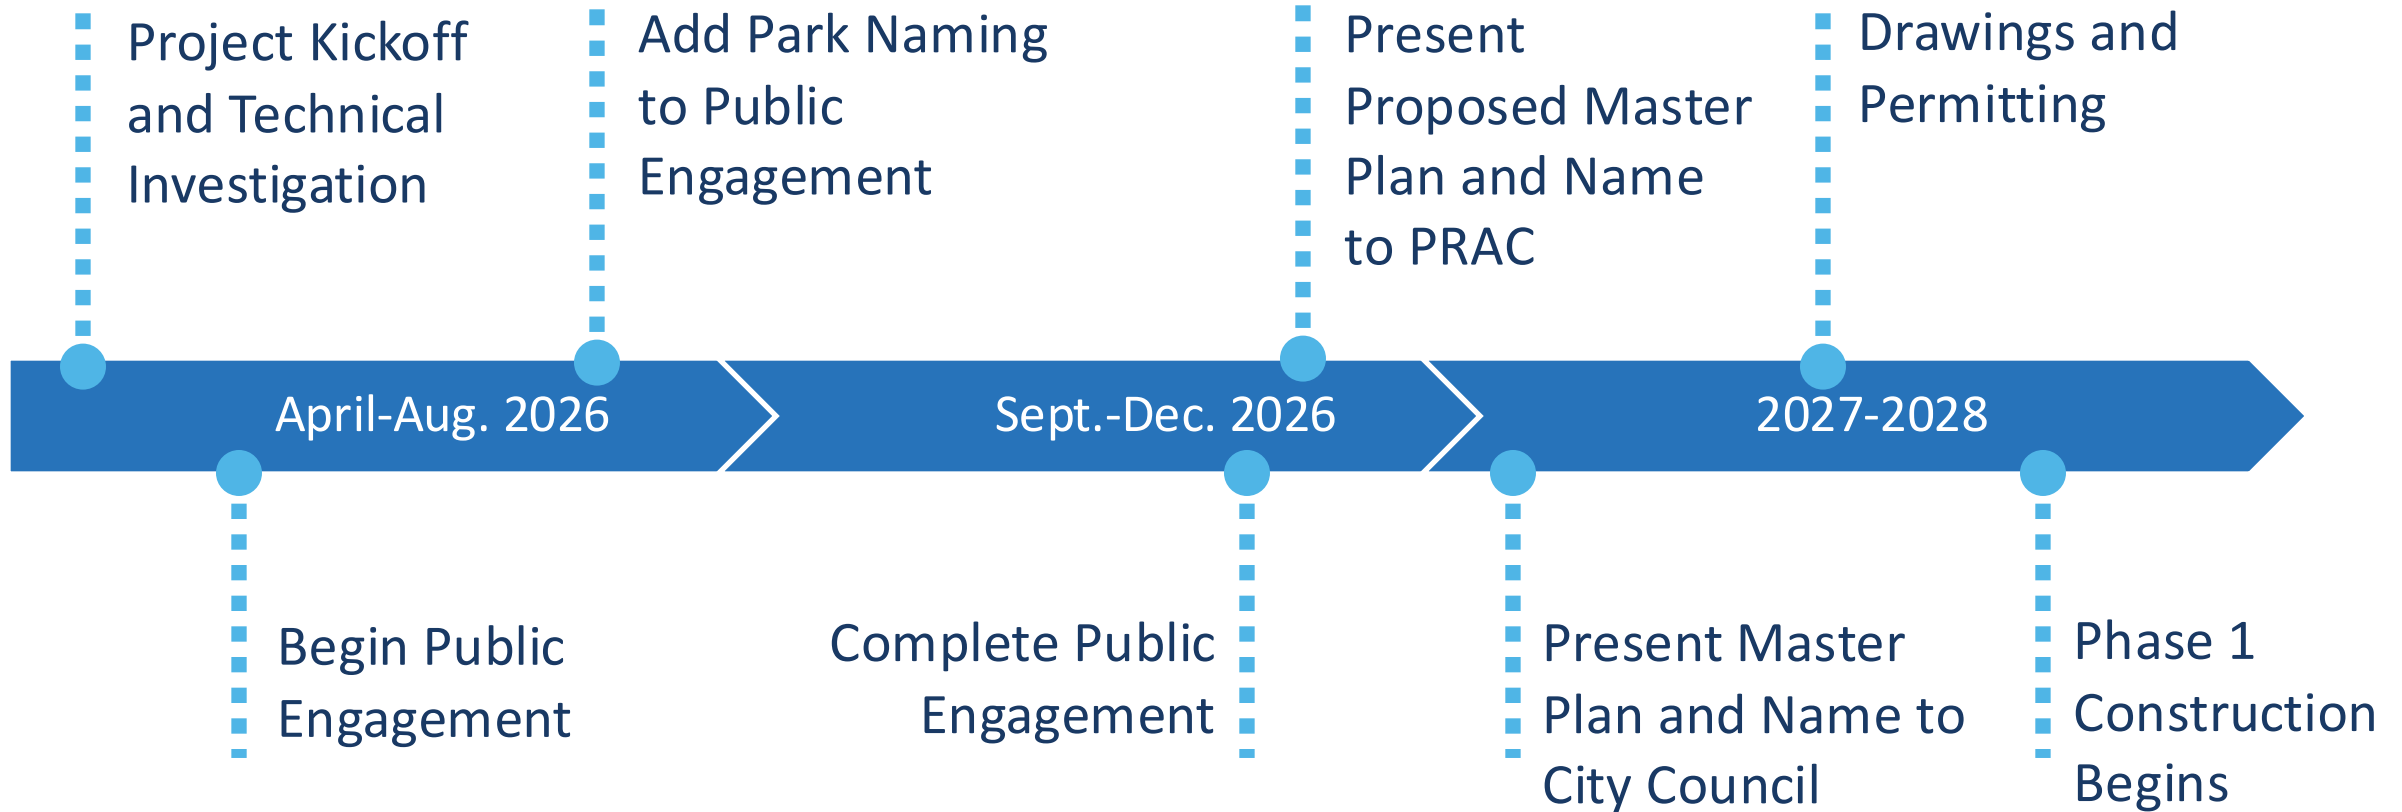 Project Kickoff
and Technical
Investigation
Add Park Naming
to Public
Engagement
Present
Proposed Master
Plan and Name
to PRAC
Drawings and
Permitting
April-Aug. 2026
Sept.-Dec. 2026
2027-2028
Begin Public
Engagement
Complete Public
Engagement
Present Master
Plan and Name to
City Council
Phase 1
Construction
Begins